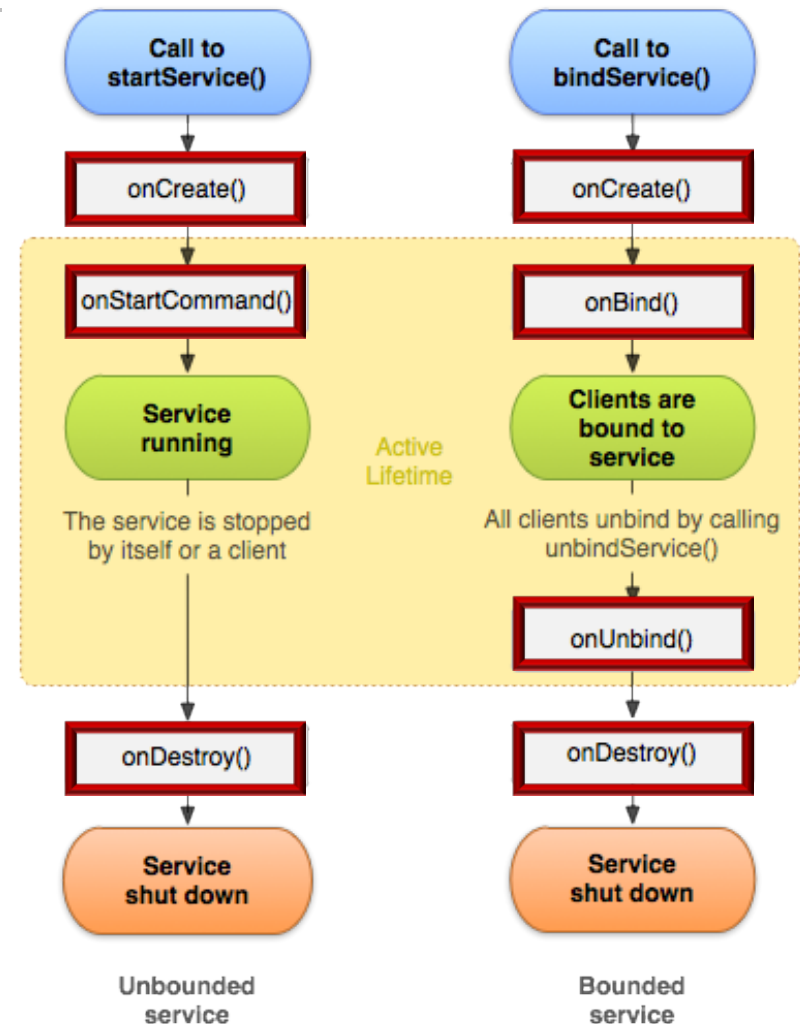 Call to
startService()
onCreate()
onStartCommand()
Service
running
The service is stopped
by itself or a client
onDestroy()
Service
shut down
Unbounded
service
Active
Lifetime
Call to
bindService()
onCreate()
onBind()
Clients are
bound to
service
All clients unbind by calling
unbindService()
onUnbind()
onDestroy()
Service
shut down
Bounded
service